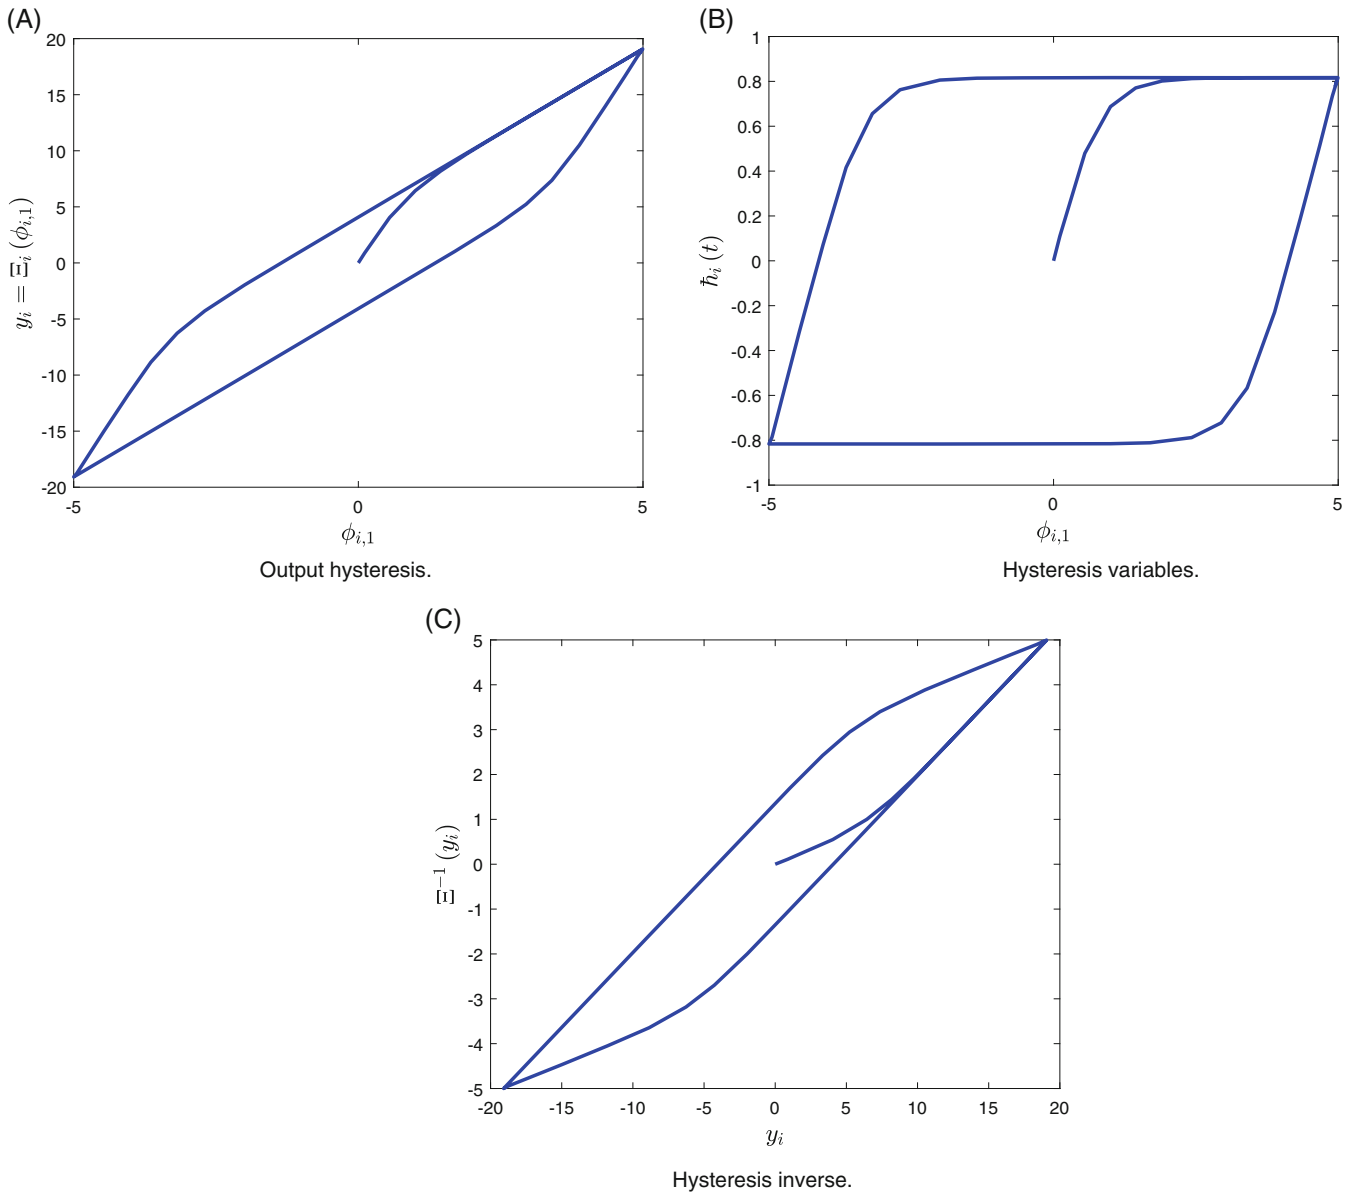 (A)
20
15
10
5
0
-5
-10
-15
-20
-5 0 5
y_i = Ξ_i (ϕ_{i,1})
ϕ_{i,1}
Output hysteresis.
(B)
1
0.8
0.6
0.4
0.2
0
-0.2
-0.4
-0.6
-0.8
-1
-5 0 5
ℏ_i (t)
ϕ_{i,1}
Hysteresis variables.
(C)
5
4
3
2
1
0
-1
-2
-3
-4
-5
-20 -15 -10 -5 0 5 10 15 20
Ξ^{-1} (y_i)
y_i
Hysteresis inverse.